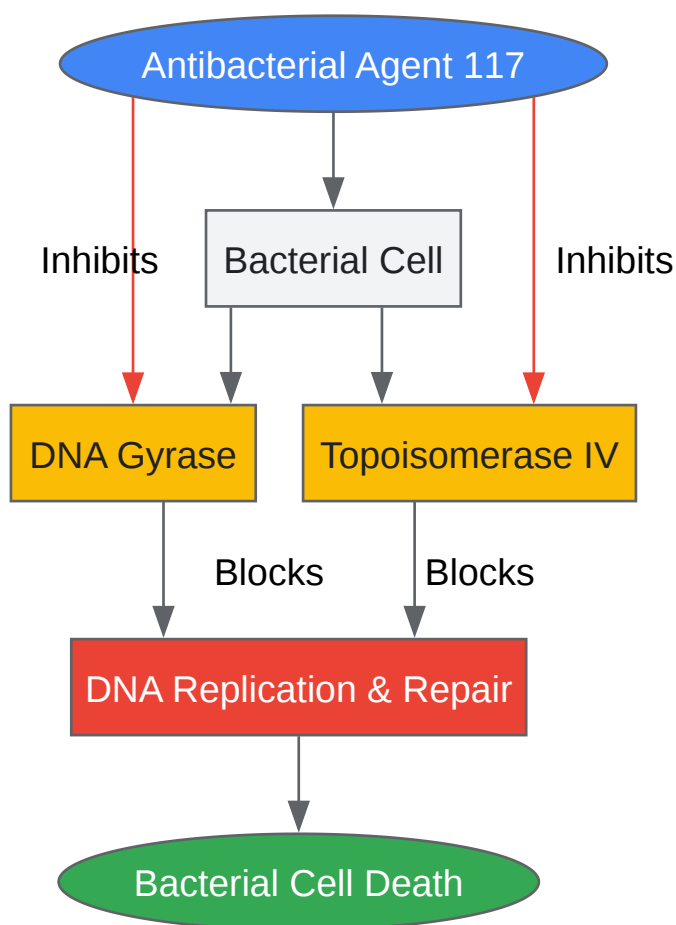 Antibacterial Agent 117
Bacterial Cell
Inhibits
Inhibits
DNA Gyrase
Topoisomerase IV
Blocks
Blocks
DNA Replication & Repair
Bacterial Cell Death